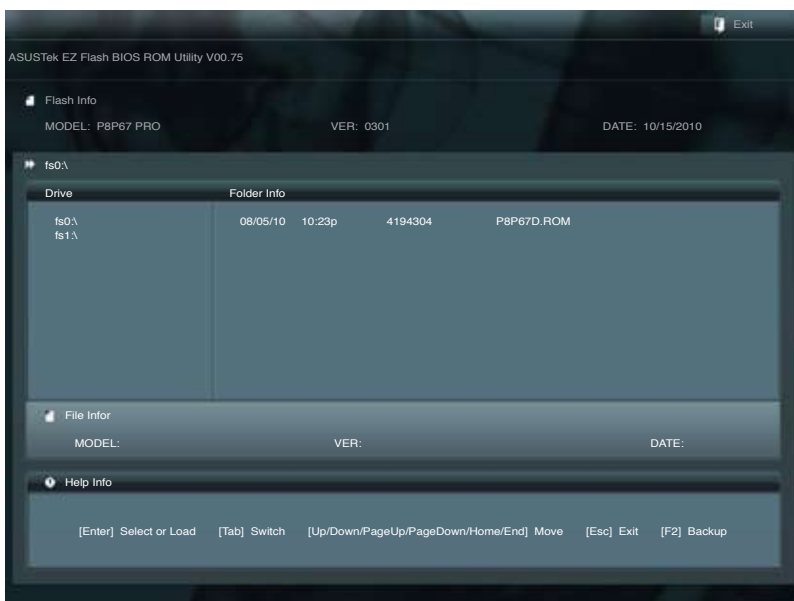 Exit
ASUSTek EZ Flash BIOS ROM Utility V00.75
Flash Info
MODEL: P8P67 PRO VER: 0301 DATE: 10/15/2010
fs0:\
Drive Folder Info
fs0:\ 08/05/10 10:23p 4194304 P8P67D.ROM
fs1:\
File Infor
MODEL: VER: DATE:
Help Info
[Enter] Select or Load [Tab] Switch [Up/Down/PageUp/PageDown/Home/End] Move [Esc] Exit [F2] Backup